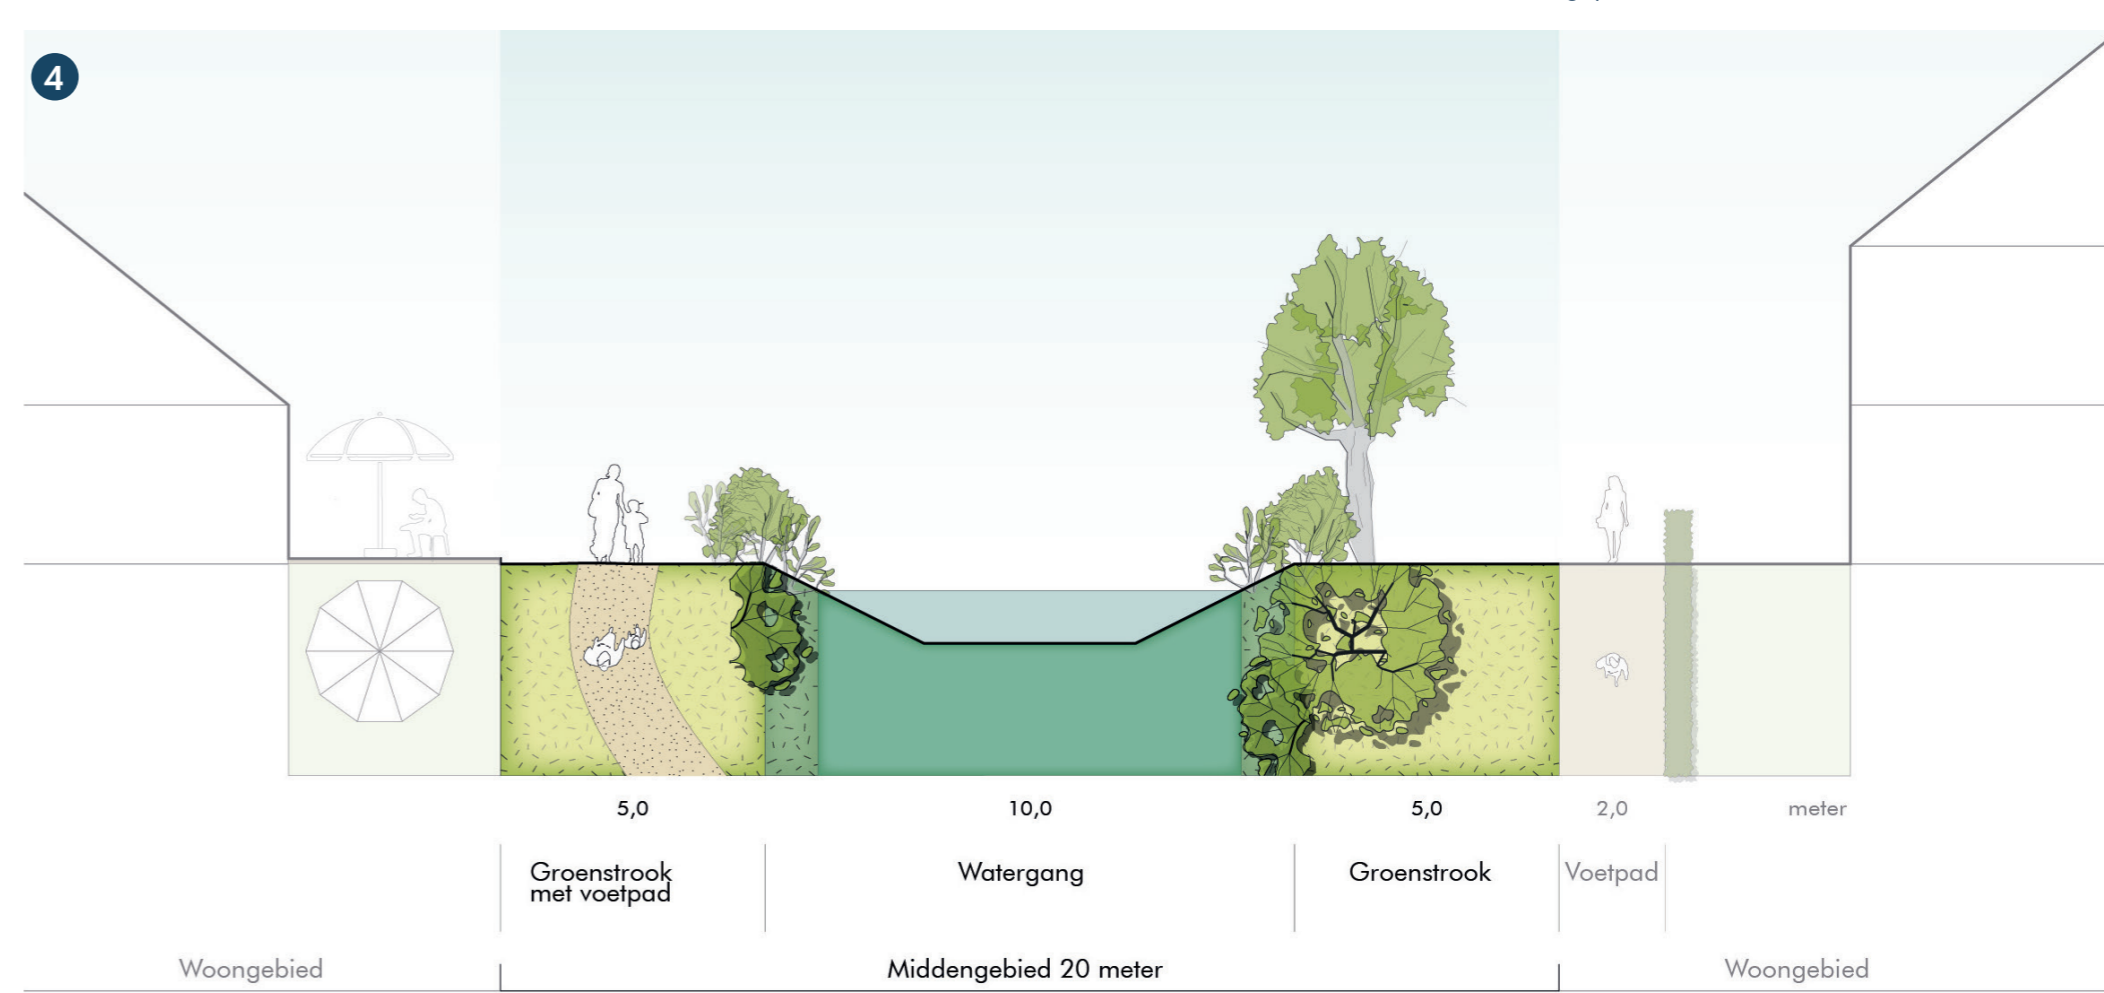 4
5,0 10,0 5,0 2,0 meter
Groenstrook
met voetpad
Watergang
Groenstrook
Voetpad
Woongebied
Middengebied 20 meter
Woongebied